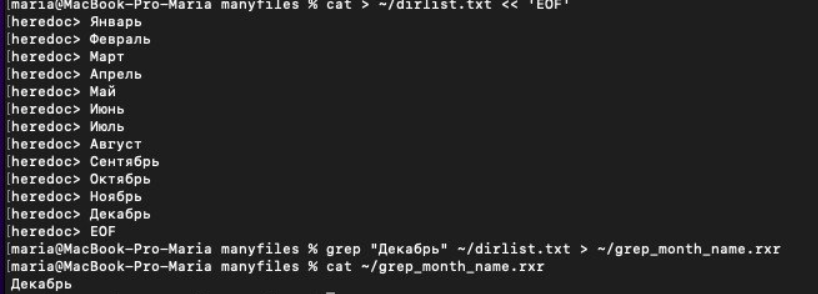 [maria@MacBook-Pro-Maria manyfiles % cat > ~/dirlist.txt << 'EOF'
[heredoc> Январь
[heredoc> Февраль
[heredoc> Март
[heredoc> Апрель
[heredoc> Май
[heredoc> Июнь
[heredoc> Июль
[heredoc> Август
[heredoc> Сентябрь
[heredoc> Октябрь
[heredoc> Ноябрь
[heredoc> Декабрь
[heredoc> EOF
[maria@MacBook-Pro-Maria manyfiles % grep "Декабрь" ~/dirlist.txt > ~/grep_month_name.rxr
[maria@MacBook-Pro-Maria manyfiles % cat ~/grep_month_name.rxr
Декабрь